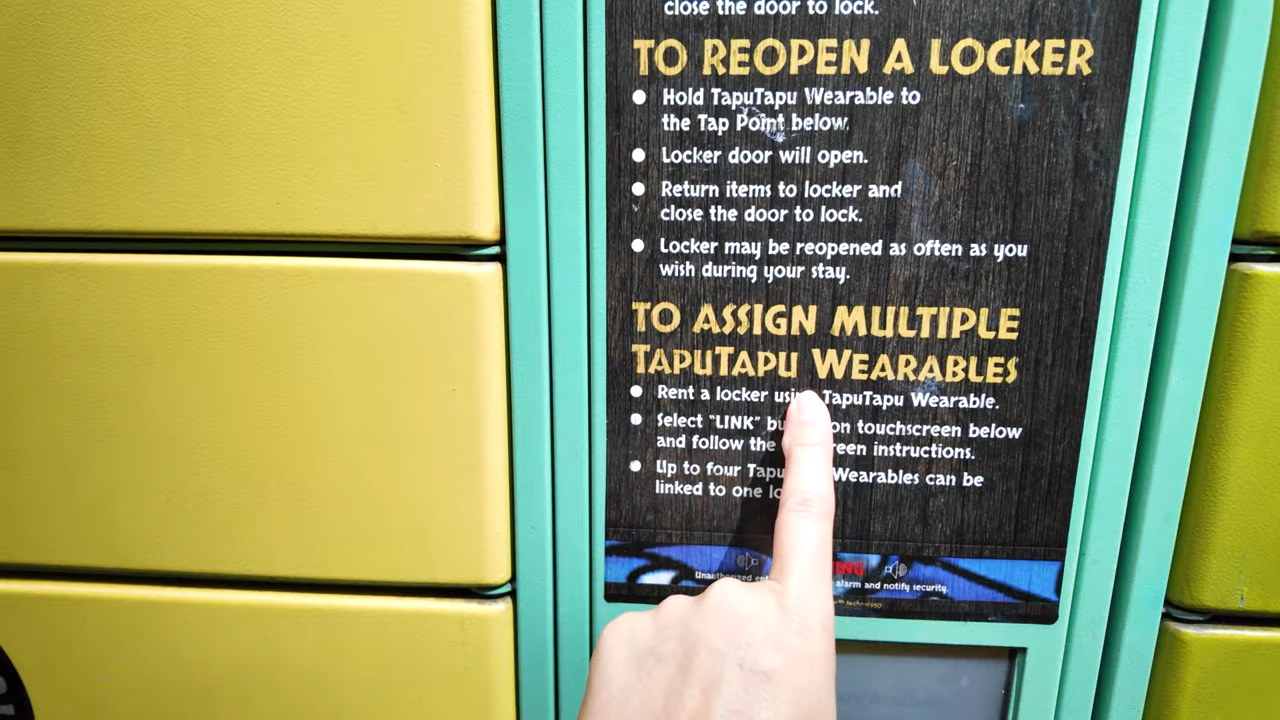 close the door to lock.
TO REOPEN A LOCKER
Hold TapuTapu Wearable to
the Tap Point below.
Locker door will open.
Return items to locker and
close the door to lock.
Locker may be reopened as often as you
wish during your stay.
TO ASSIGN MULTIPLE
TAPUTAPU WEARABLES
Rent a locker TapuTapu Wearable.
Select "LINK" on touchscreen below
and follow the instructions.
Up to four Wearables can be
linked to one
Unauthorized alarm and notify security.
technology